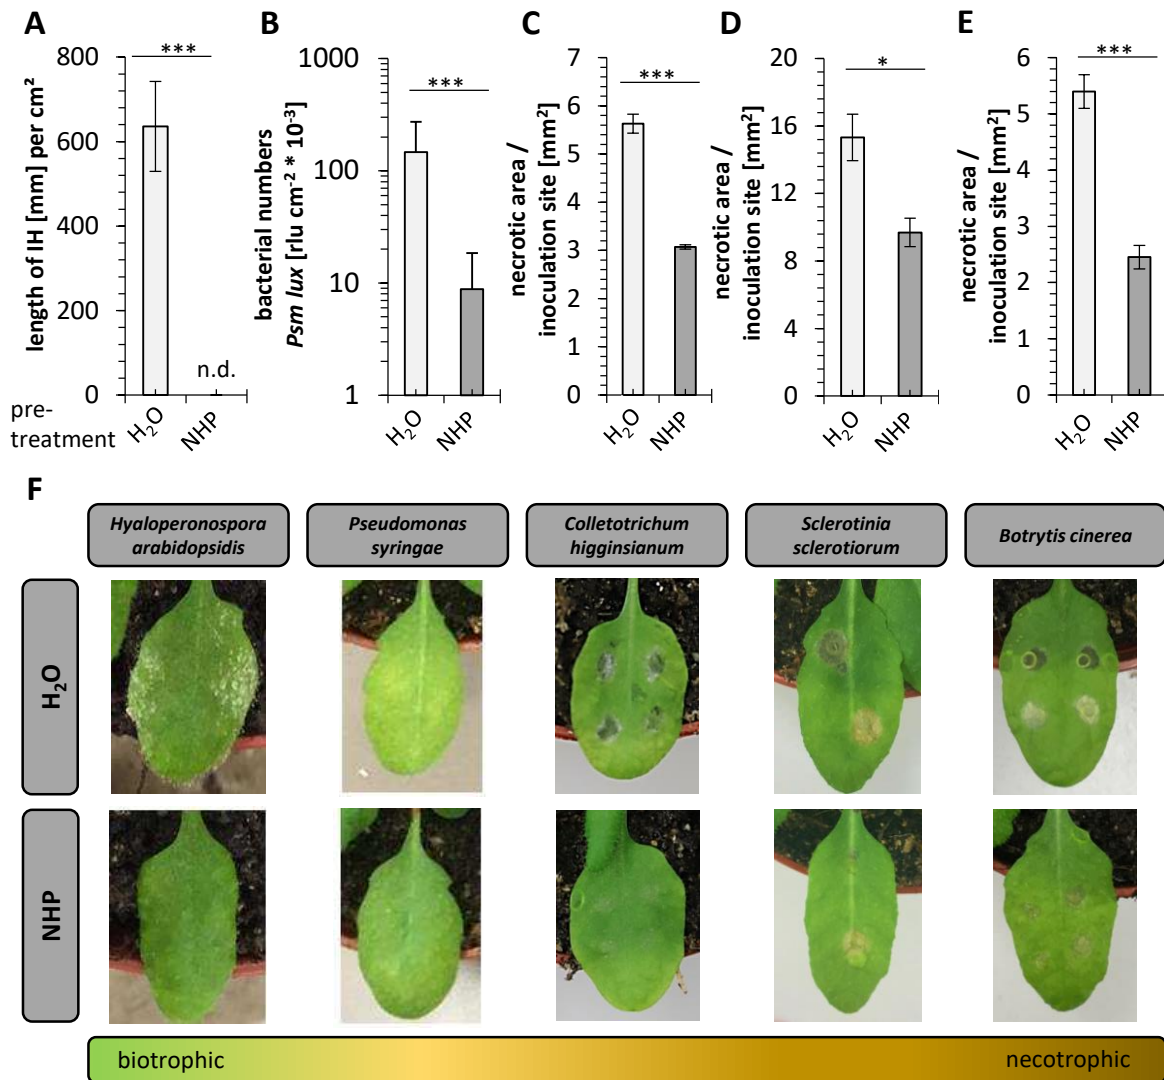 A
B
C
D
E
length of IH [mm] per cm²
800
600
400
200
0
***
n.d.
pre-
treatment
H₂O
NHP
bacterial numbers
Psm lux [rlu cm⁻² * 10⁻³]
1000
100
10
1
***
H₂O
NHP
necrotic area /
inoculation site [mm²]
7
6
5
4
3
2
1
0
***
H₂O
NHP
necrotic area /
inoculation site [mm²]
20
16
12
8
4
0
*
H₂O
NHP
necrotic area /
inoculation site [mm²]
6
5
4
3
2
1
0
***
H₂O
NHP
F
Hyaloperonospora
arabidopsidis
Pseudomonas
syringae
Colletotrichum
higginsianum
Sclerotinia
sclerotiorum
Botrytis cinerea
H₂O
NHP
biotrophic
necotrophic